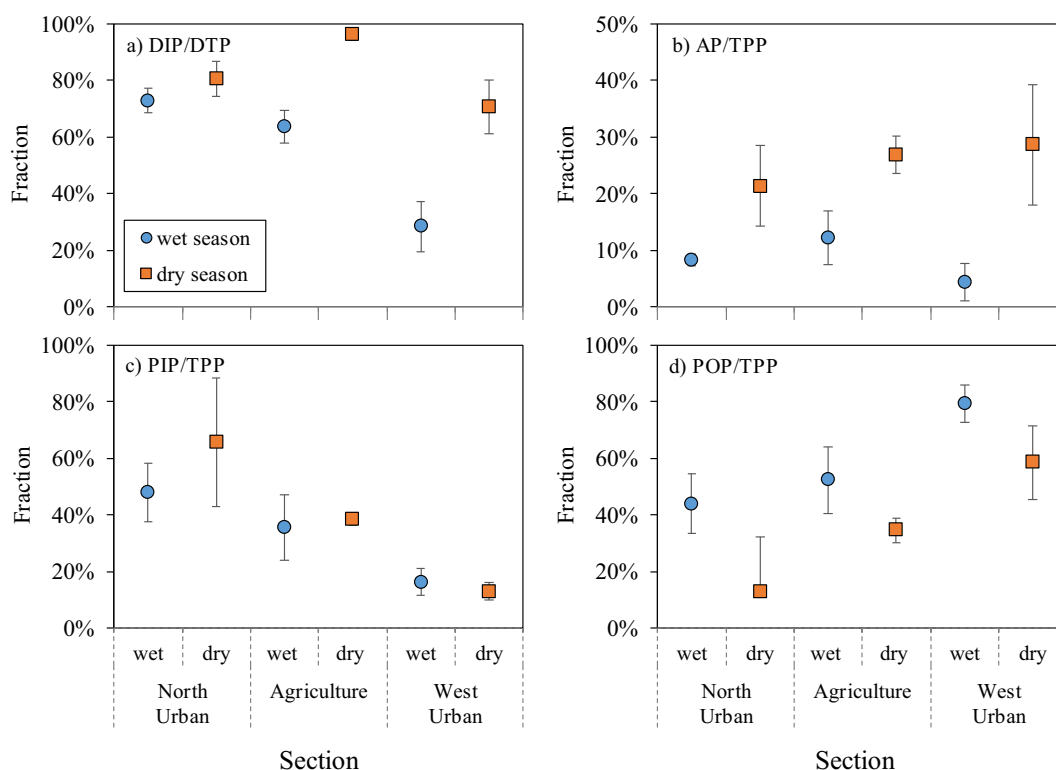 a) DIP/DTP
100%
80%
60%
40%
20%
0%
Fraction
wet season
dry season
b) AP/TPP
50%
40%
30%
20%
10%
0%
Fraction
c) PIP/TPP
100%
80%
60%
40%
20%
0%
Fraction
wet dry wet dry wet dry
North Agriculture West
Urban Urban
Section
d) POP/TPP
100%
80%
60%
40%
20%
0%
Fraction
wet dry wet dry wet dry
North Agriculture West
Urban Urban
Section